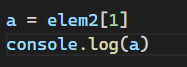 a = elem2[1]
console.log(a)